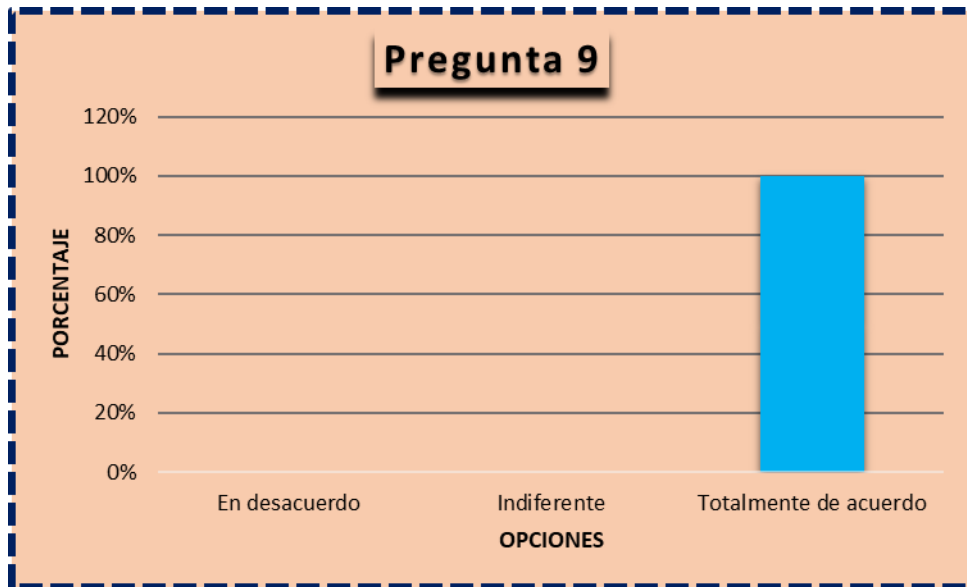 Pregunta 9
120%
100%
80%
60%
40%
20%
0%
PORCENTAJE
En desacuerdo
Indiferente
Totalmente de acuerdo
OPCIONES